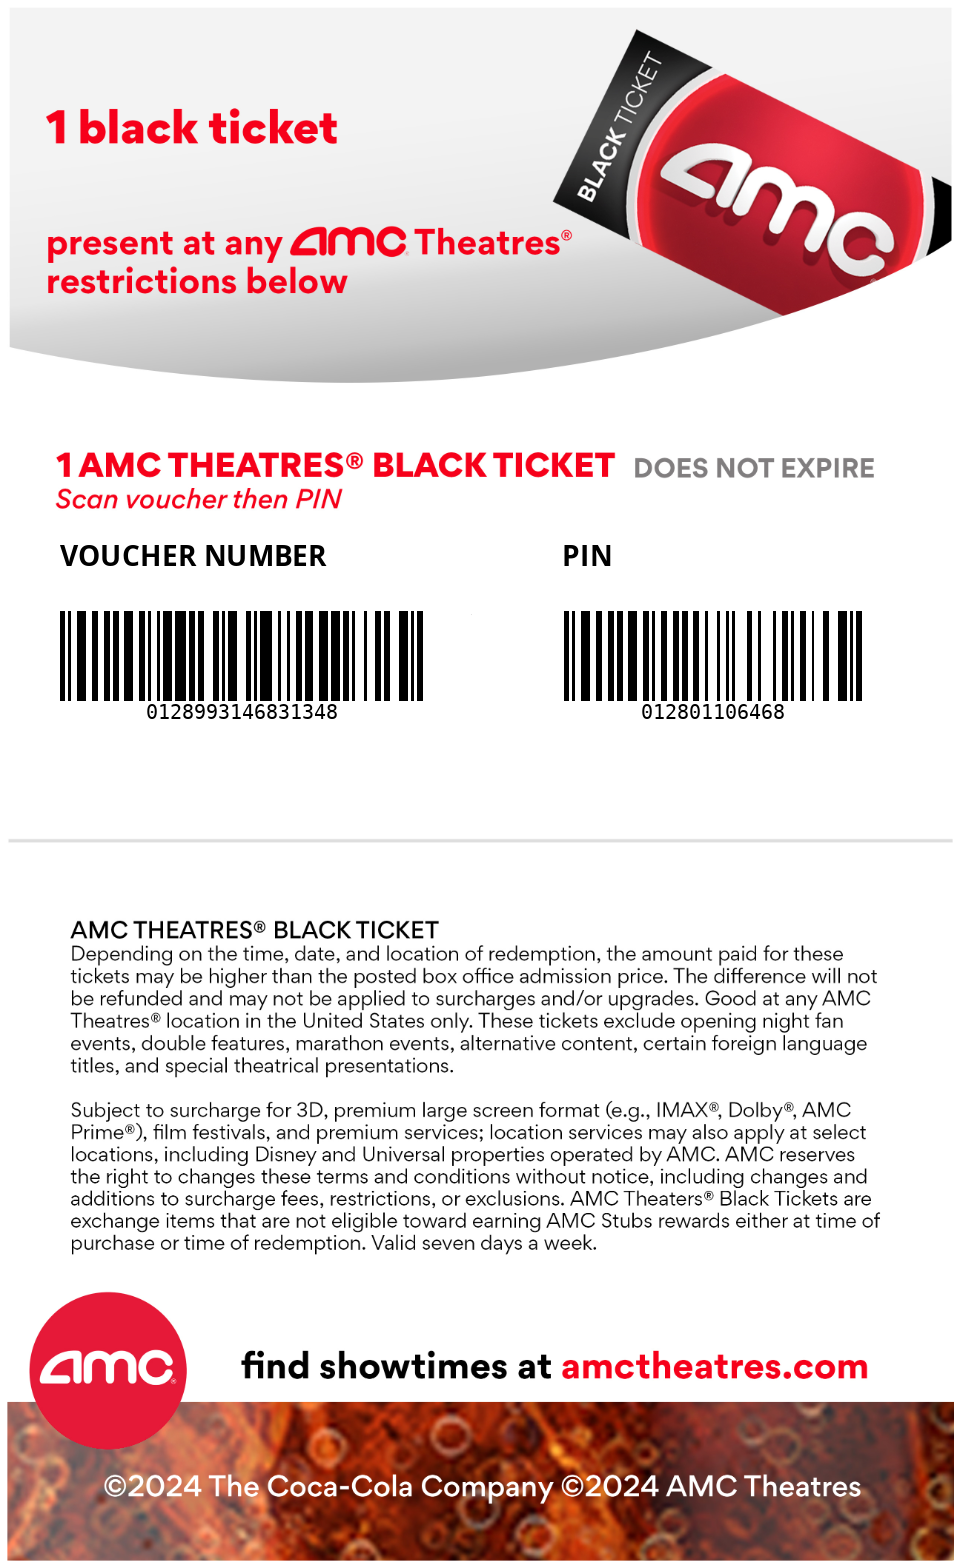 1 black ticket
BLACK TICKET
amc
present at any amc Theatres®
restrictions below
1 AMC THEATRES® BLACK TICKET DOES NOT EXPIRE
Scan voucher then PIN
VOUCHER NUMBER PIN
0128993146831348 012801106468
AMC THEATRES® BLACK TICKET
Depending on the time, date, and location of redemption, the amount paid for these
tickets may be higher than the posted box office admission price. The difference will not
be refunded and may not be applied to surcharges and/or upgrades. Good at any AMC
Theatres® location in the United States only. These tickets exclude opening night fan
events, double features, marathon events, alternative content, certain foreign language
titles, and special theatrical presentations.
Subject to surcharge for 3D, premium large screen format (e.g., IMAX®, Dolby®, AMC
Prime®), film festivals, and premium services; location services may also apply at select
locations, including Disney and Universal properties operated by AMC. AMC reserves
the right to changes these terms and conditions without notice, including changes and
additions to surcharge fees, restrictions, or exclusions. AMC Theaters® Black Tickets are
exchange items that are not eligible toward earning AMC Stubs rewards either at time of
purchase or time of redemption. Valid seven days a week.
amc®
find showtimes at amctheatres.com
©2024 The Coca-Cola Company ©2024 AMC Theatres